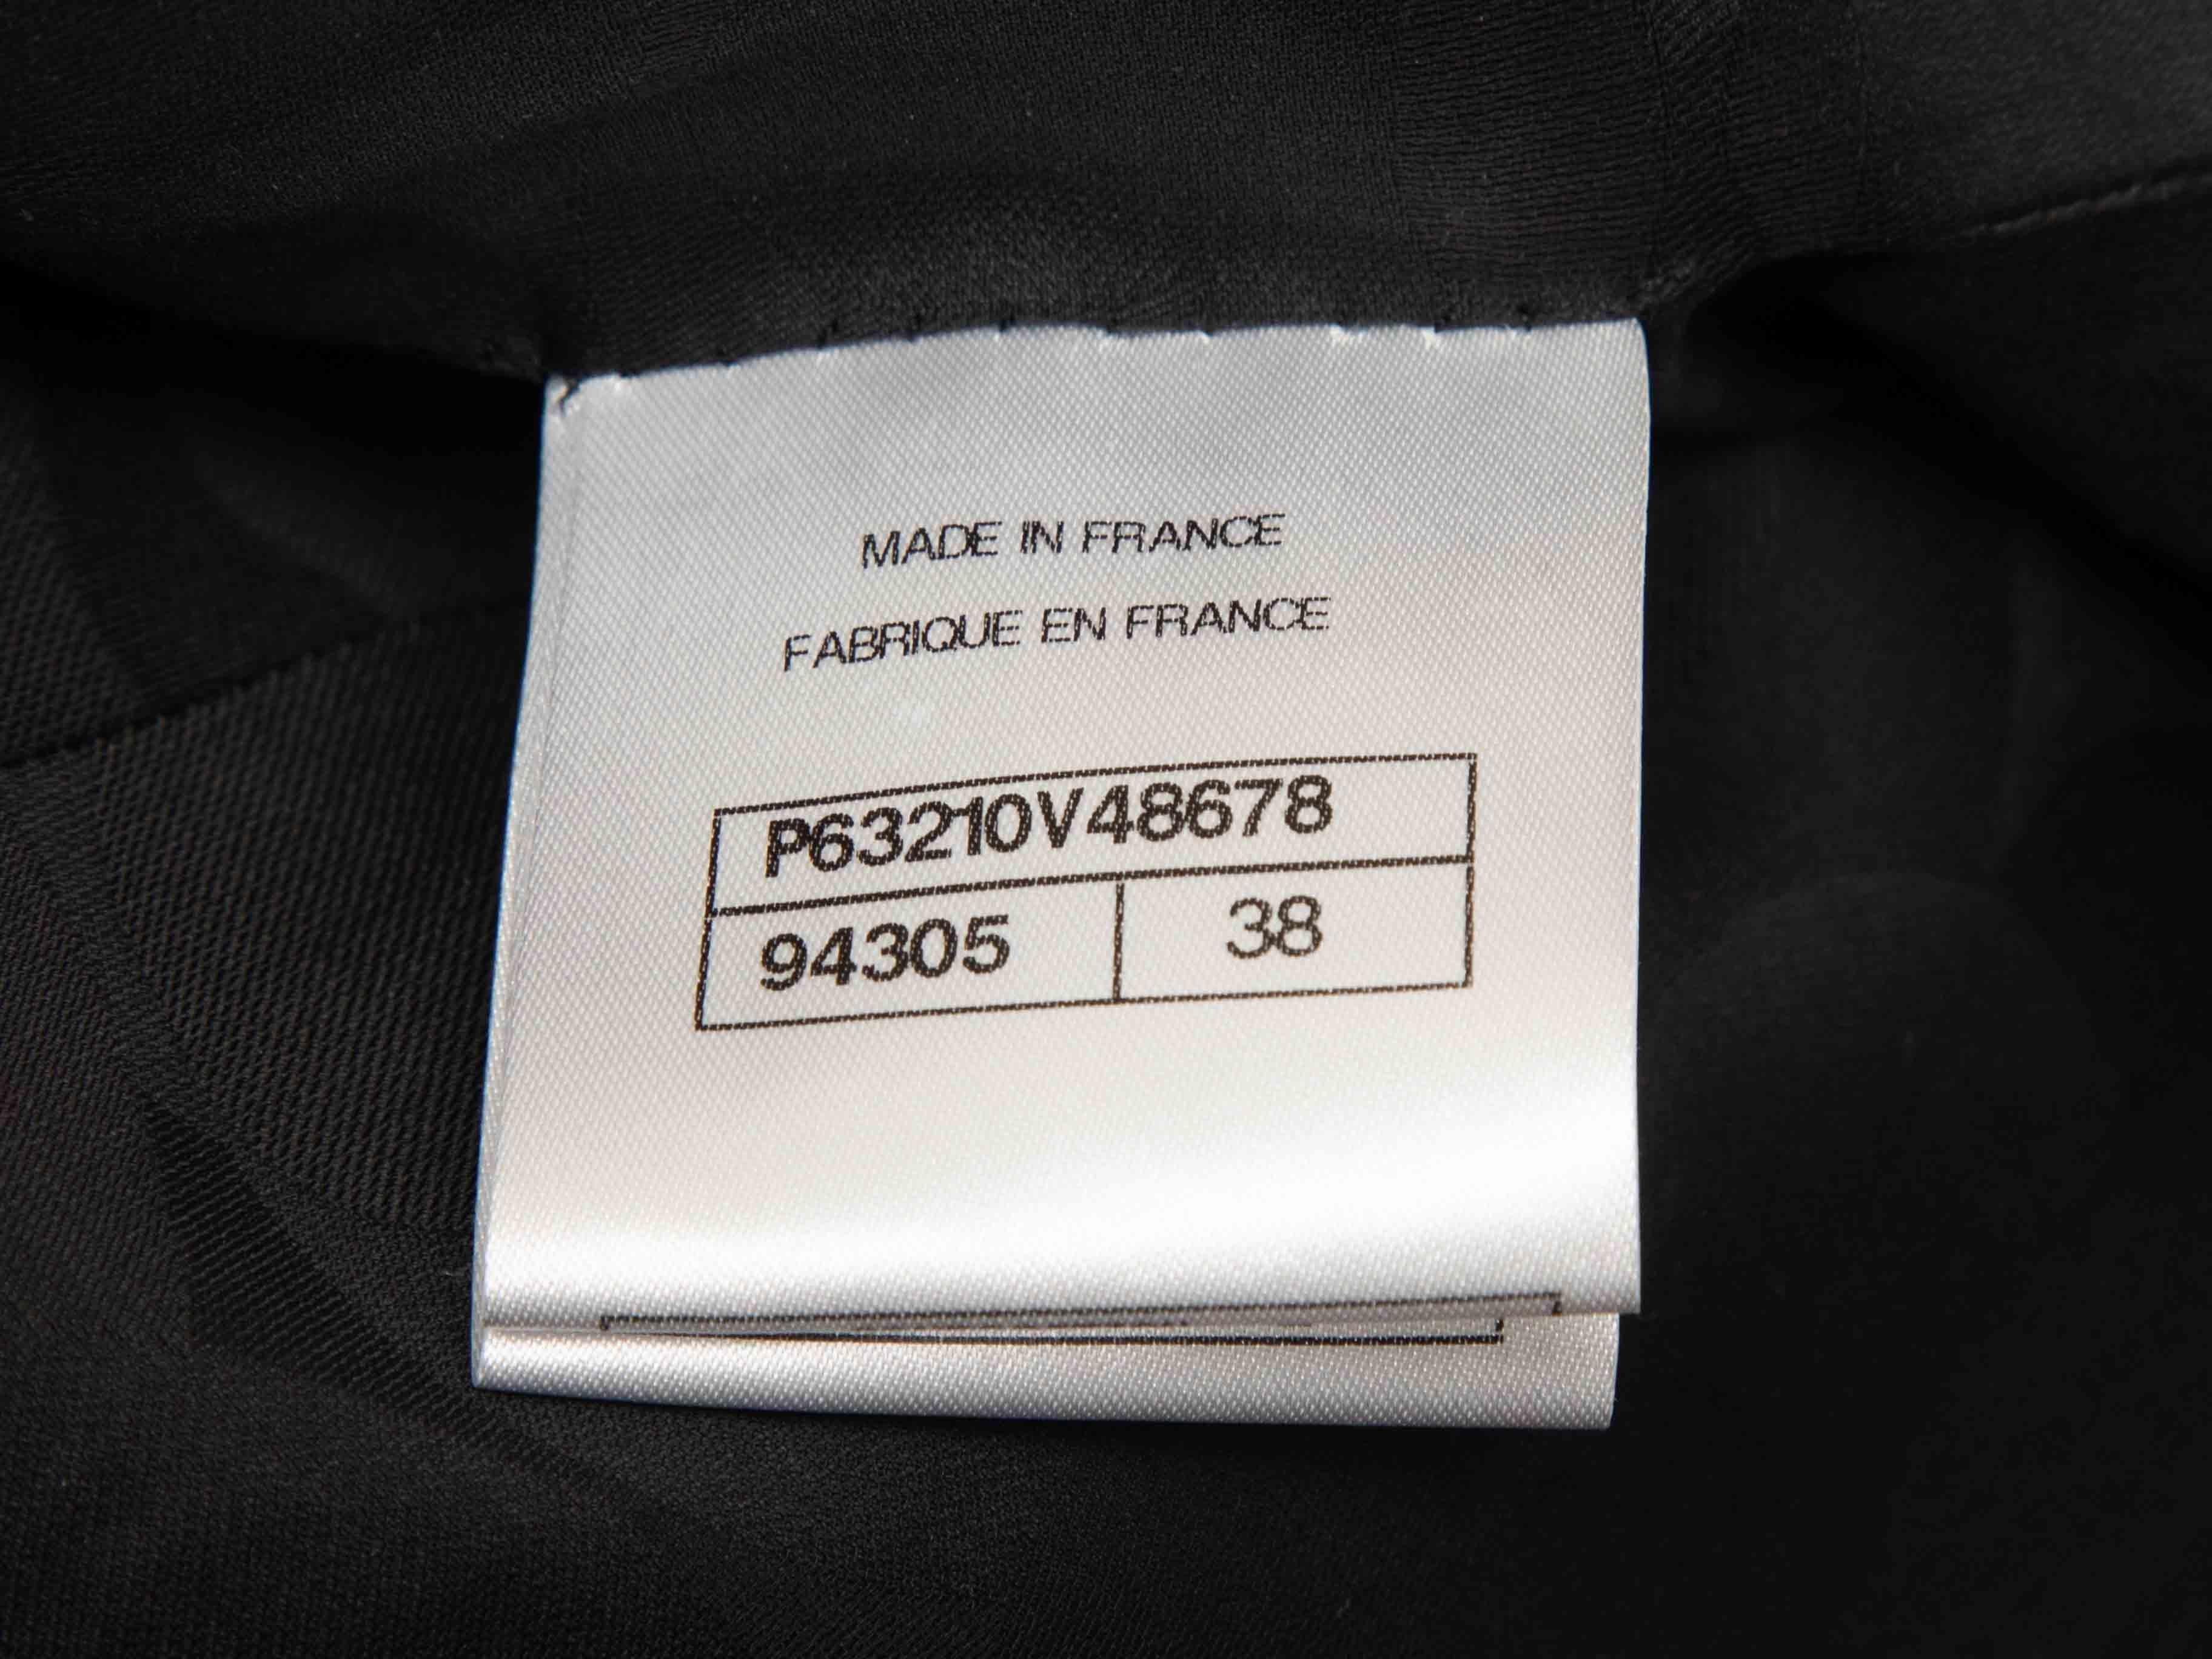 MADE IN FRANCE
FABRIQUE EN FRANCE
P63210V48678
94305 38